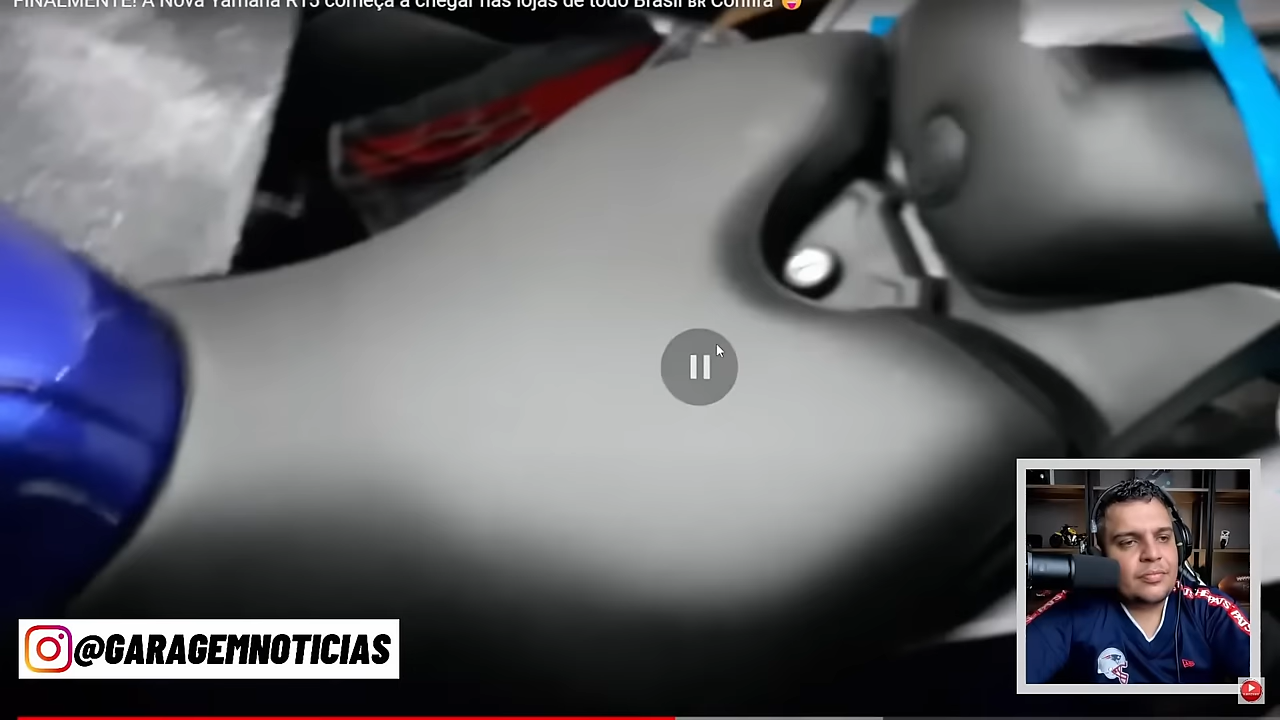 FINALMENTE! A Nova Yamaha R15 começa a chegar nas lojas de todo Brasil BR Confira
@GARAGEMNOTICIAS